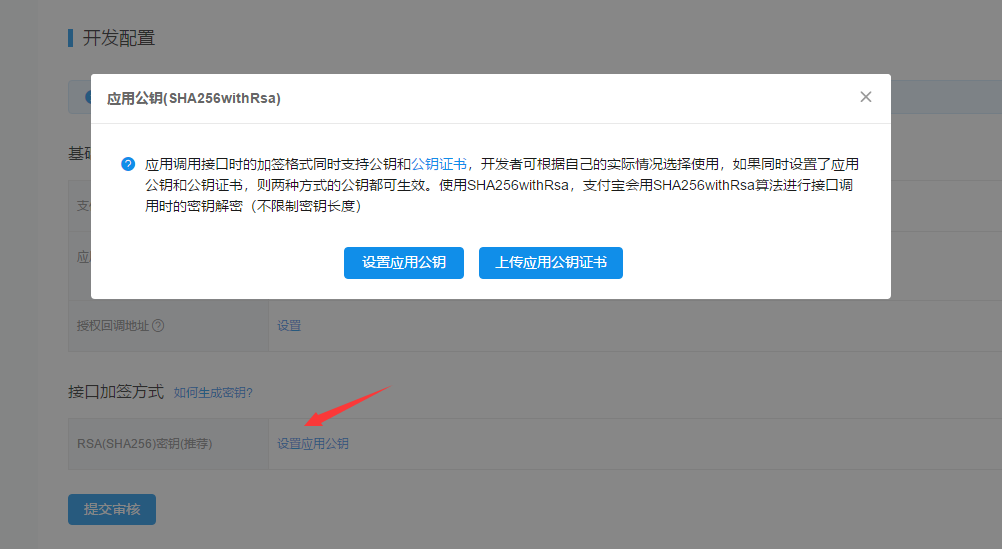 开发配置
应用公钥(SHA256withRsa)
应用调用接口时的加签格式同时支持公钥和公钥证书，开发者可根据自己的实际情况选择使用，如果同时设置了应用
公钥和公钥证书，则两种方式的公钥都可生效。使用SHA256withRsa，支付宝会用SHA256withRsa算法进行接口调
用时的密钥解密（不限制密钥长度）
设置应用公钥 上传应用公钥证书
基础
支
应
授权回调地址 设置
接口加签方式 如何生成密钥?
RSA(SHA256)密钥(推荐) 设置应用公钥
提交审核